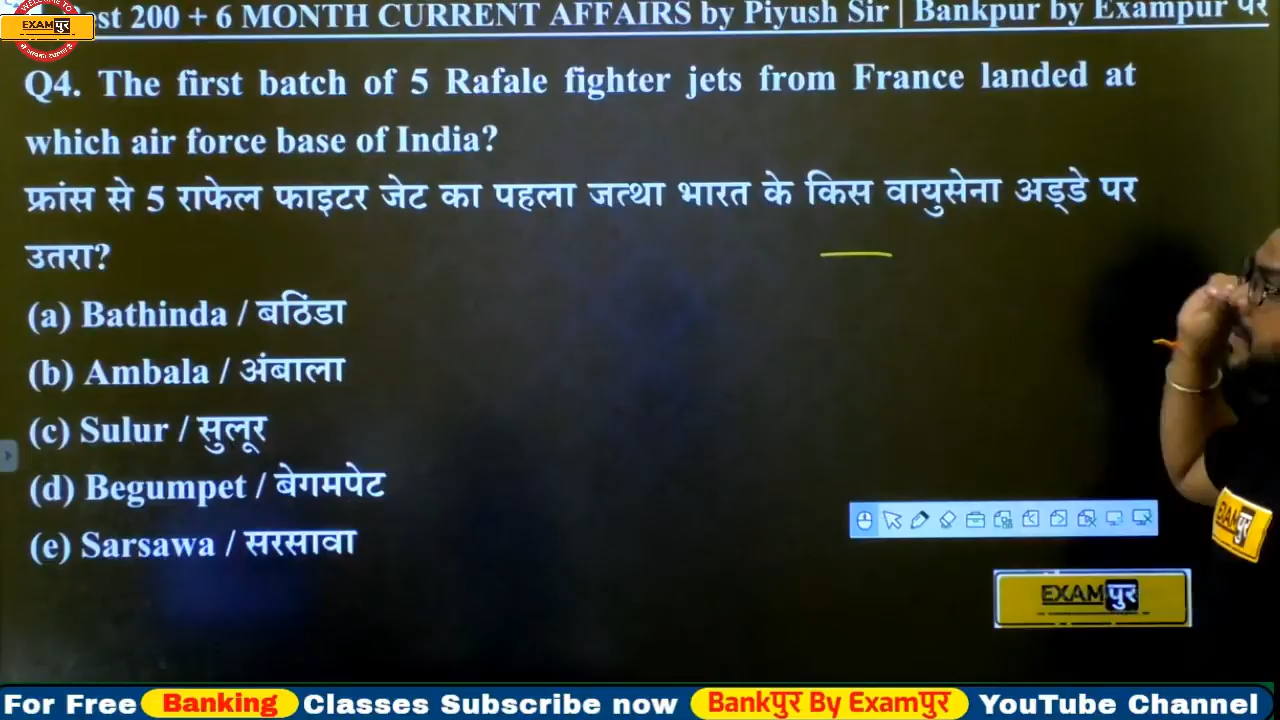 WELCOME TO
EXAMपुर
est 200 + 6 MONTH CURRENT AFFAIRS by Piyush Sir | Bankpur by Exampur पर
Q4. The first batch of 5 Rafale fighter jets from France landed at
which air force base of India?
फ्रांस से 5 राफेल फाइटर जेट का पहला जत्था भारत के किस वायुसेना अड्डे पर
उतरा?
(a) Bathinda / बठिंडा
(b) Ambala / अंबाला
(c) Sulur / सुलूर
(d) Begumpet / बेगमपेट
(e) Sarsawa / सरसावा
EXAMपुर
For Free Banking Classes Subscribe now Bankपुर By Examपुर YouTube Channel